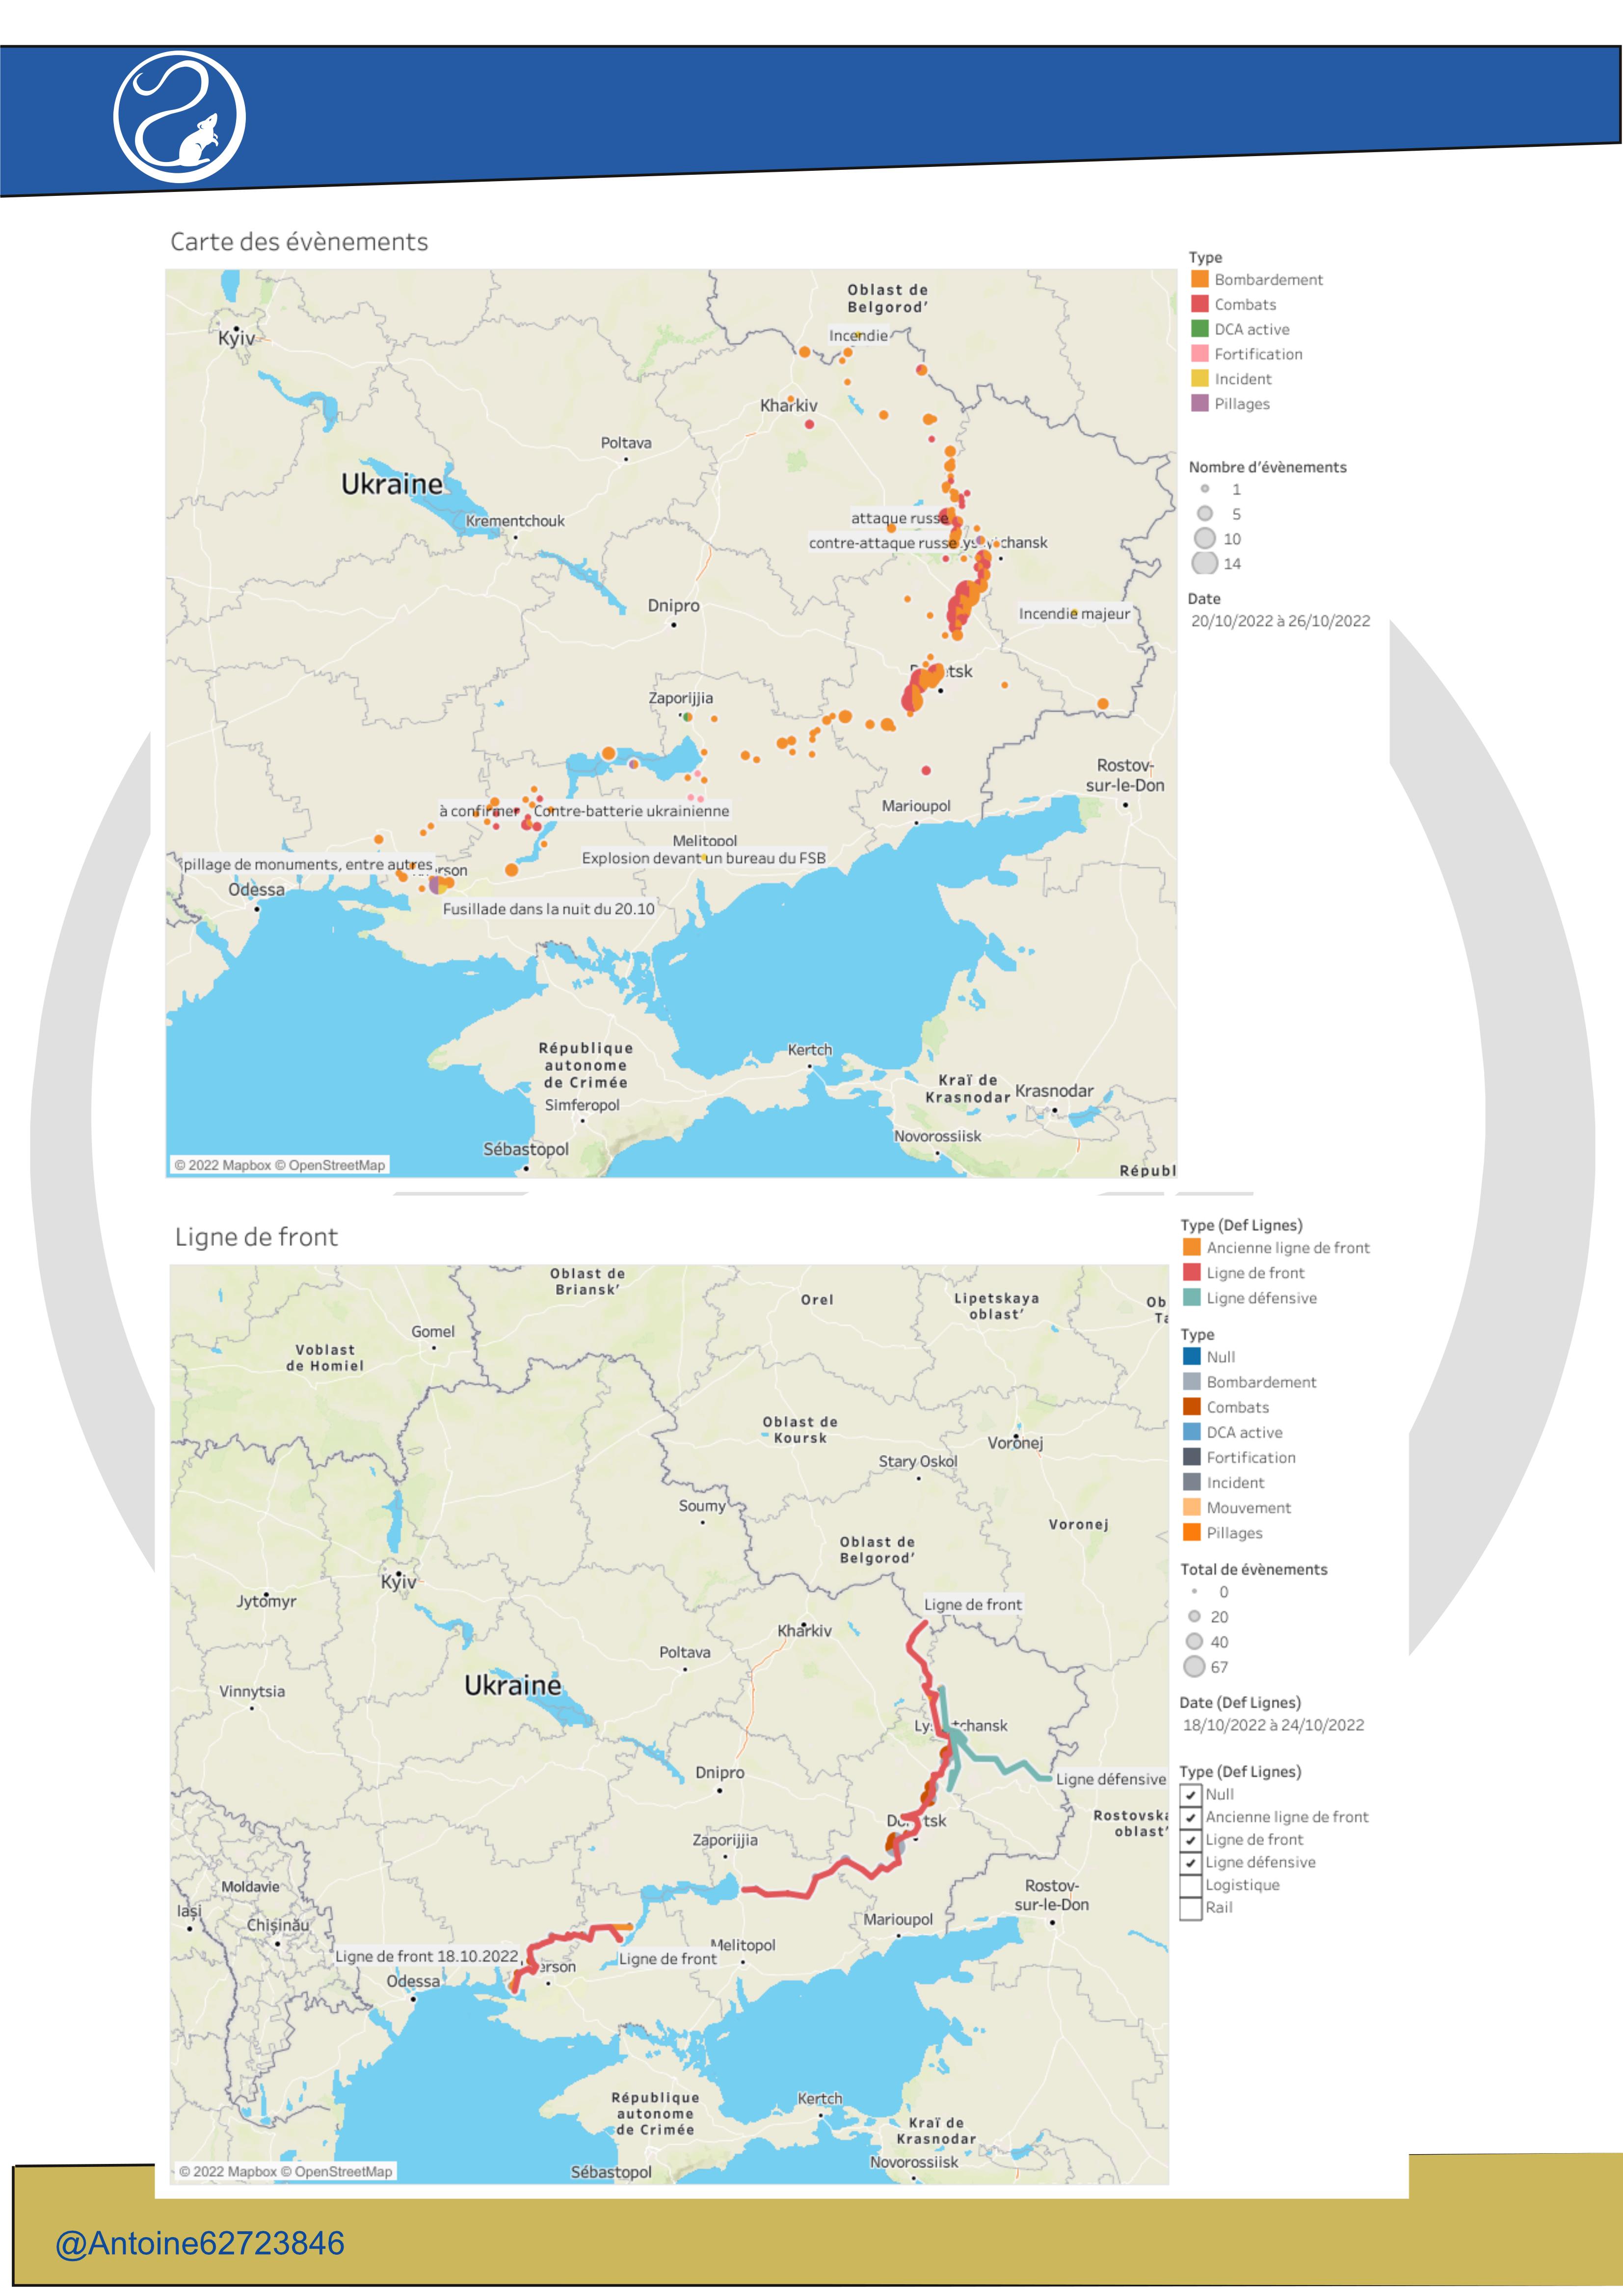 Carte des évènements
Oblast de
Belgorod’
Incendie
Kyiv
Kharkiv
Poltava
Ukraine
Krementchouk
attaque russe
contre-attaque russe
chansk
Dnipro
Incendie majeur
tsk
Zaporijjia
Rostov-
sur-le-Don
Marioupol
à confirmer
Contre-batterie ukrainienne
Melitopol
Explosion devant un bureau du FSB
pillage de monuments, entre autres
erson
Odessa
Fusillade dans la nuit du 20.10
République
autonome
de Crimée
Simferopol
Kertch
Kraï de
Krasnodar
Krasnodar
Novorossiisk
Sébastopol
Républ
© 2022 Mapbox © OpenStreetMap
Type
Bombardement
Combats
DCA active
Fortification
Incident
Pillages
Nombre d’évènements
1
5
10
14
Date
20/10/2022 à 26/10/2022
Ligne de front
Oblast de
Briansk’
Orel
Lipetskaya
oblast’
Ob
Ta
Gomel
Voblast
de Homiel
Oblast de
Koursk
Voronej
Stary Oskol
Soumy
Voronej
Oblast de
Belgorod’
Kyiv
Jytomyr
Ligne de front
Kharkiv
Poltava
Ukraine
Vinnytsia
Ly
tchansk
Dnipro
Ligne défensive
Do
tsk
Rostovska
oblast’
Zaporijjia
Moldavie
Iași
Chișinău
Rostov-
sur-le-Don
Marioupol
Melitopol
Ligne de front 18.10.2022
Ligne de front
erson
Odessa
République
autonome
de Crimée
Kertch
Kraï de
Krasnodar
Novorossiisk
Sébastopol
© 2022 Mapbox © OpenStreetMap
Type (Def Lignes)
Ancienne ligne de front
Ligne de front
Ligne défensive
Type
Null
Bombardement
Combats
DCA active
Fortification
Incident
Mouvement
Pillages
Total de évènements
0
20
40
67
Date (Def Lignes)
18/10/2022 à 24/10/2022
Type (Def Lignes)
Null
Ancienne ligne de front
Ligne de front
Ligne défensive
Logistique
Rail
@Antoine62723846